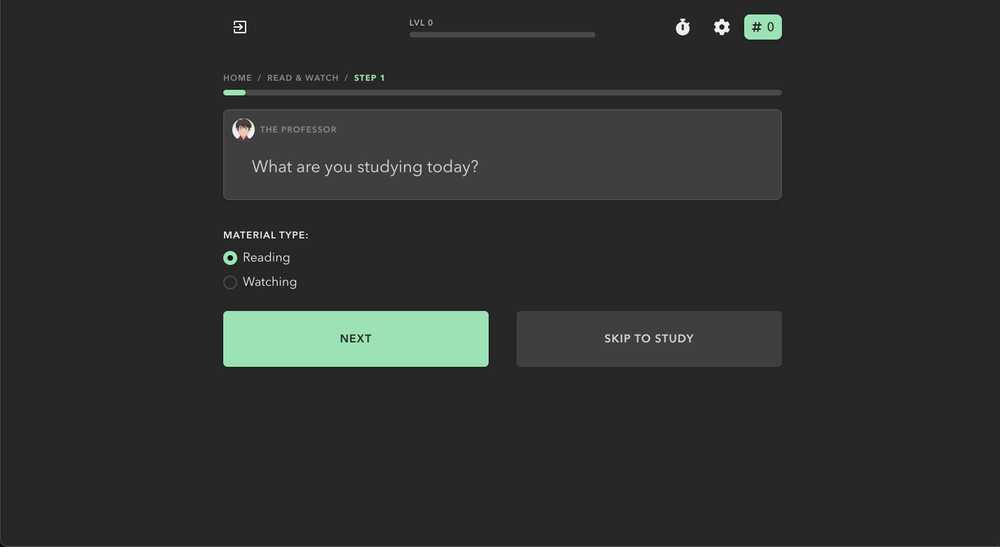 LVL 0
# 0
HOME / READ & WATCH / STEP 1
THE PROFESSOR
What are you studying today?
MATERIAL TYPE:
Reading
Watching
NEXT
SKIP TO STUDY